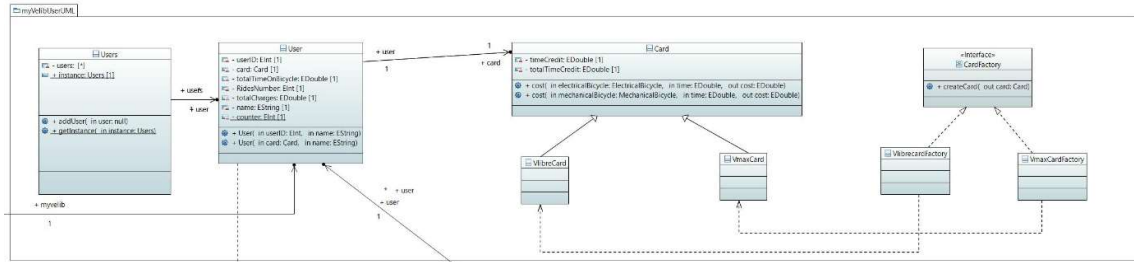 myVelibUserUML
Users
- users: [*]
+ instance: Users [1]
+ addUser( in user: null)
+ getInstance( in instance: Users)
+ users
+ user
User
- userID: EInt [1]
- card: Card [1]
- totalTimeOnBicycle: EDouble [1]
- RidesNumber: EInt [1]
- totalCharges: EDouble [1]
- name: EString [1]
- counter: EInt [1]
+ User( in userID: EInt, in name: EString)
+ User( in card: Card, in name: EString)
+ user
1
1
+ card
Card
- timeCredit: EDouble [1]
- totalTimeCredit: EDouble [1]
+ cost( in electricalBicycle: ElectricalBicycle, in time: EDouble, out cost: EDouble)
+ cost( in mechanicalBicycle: MechanicalBicycle, in time: EDouble, out cost: EDouble)
«Interface»
CardFactory
+ createCard( out card: Card)
VlibreCard
VmaxCard
VlibrecardFactory
VmaxCardFactory
+ myvelib
1
* + user
+ user
1